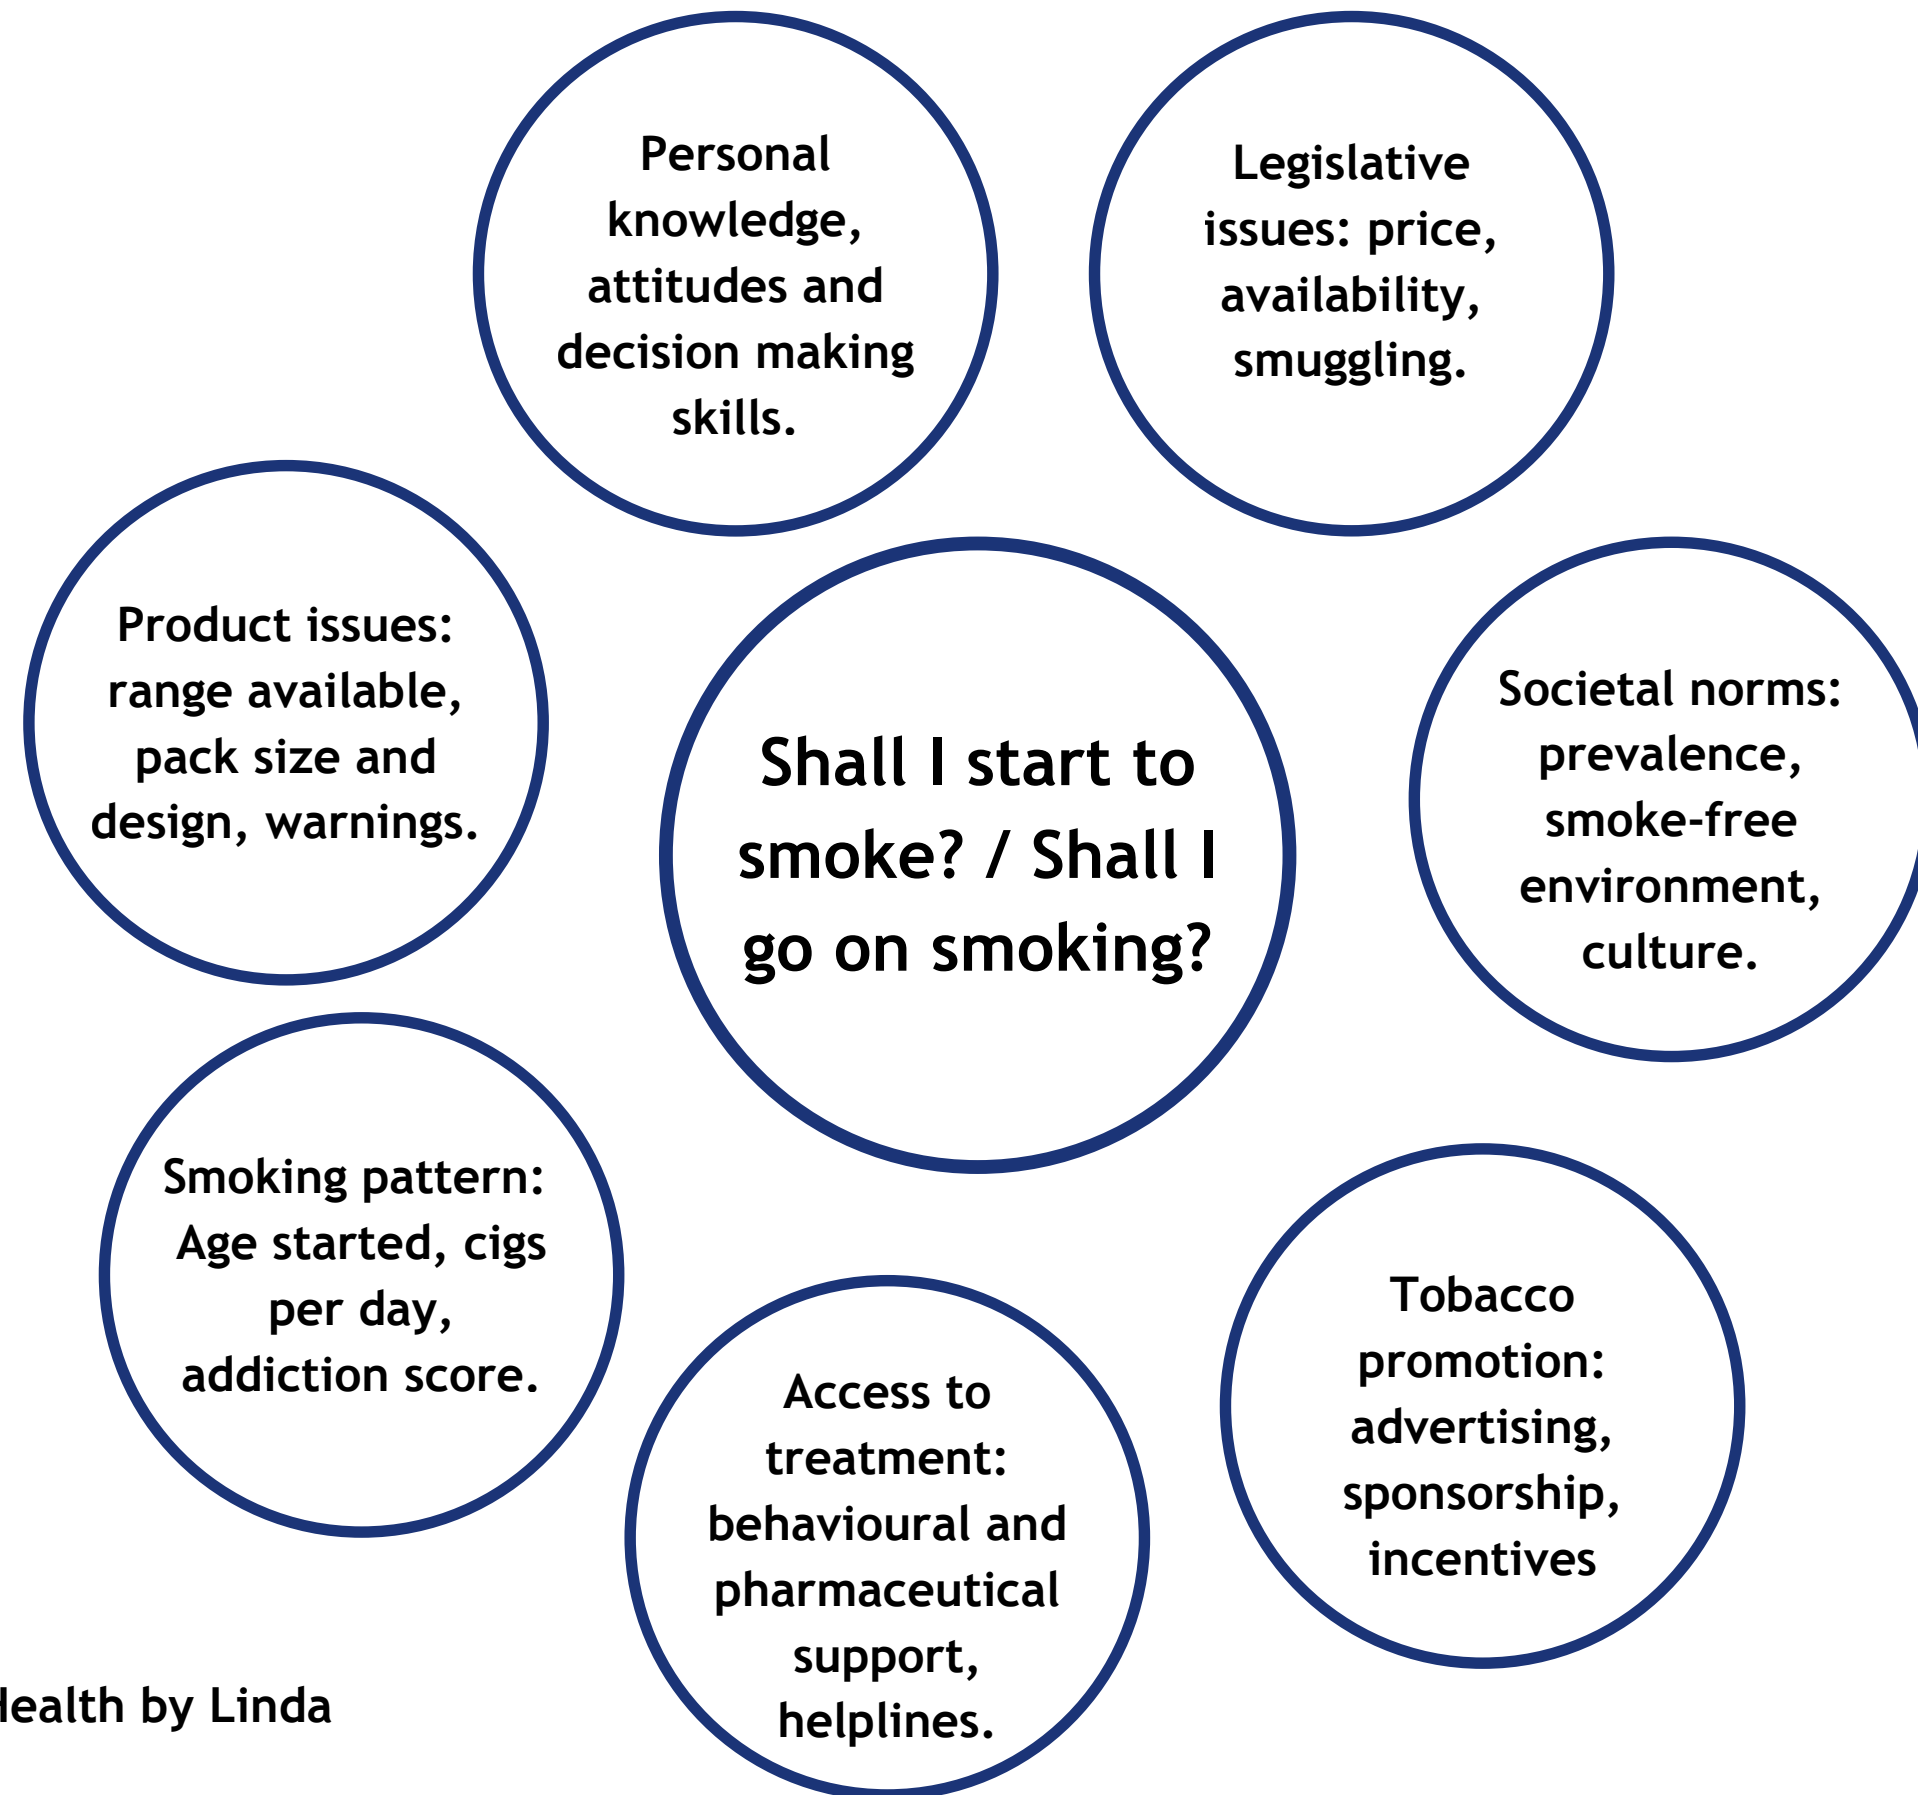 Personal
knowledge,
attitudes and
decision making
skills.
Legislative
issues: price,
availability,
smuggling.
Product issues:
range available,
pack size and
design, warnings.
Shall I start to
smoke? / Shall I
go on smoking?
Societal norms:
prevalence,
smoke-free
environment,
culture.
Smoking pattern:
Age started, cigs
per day,
addiction score.
Access to
treatment:
behavioural and
pharmaceutical
support,
helplines.
Tobacco
promotion:
advertising,
sponsorship,
incentives
by Linda